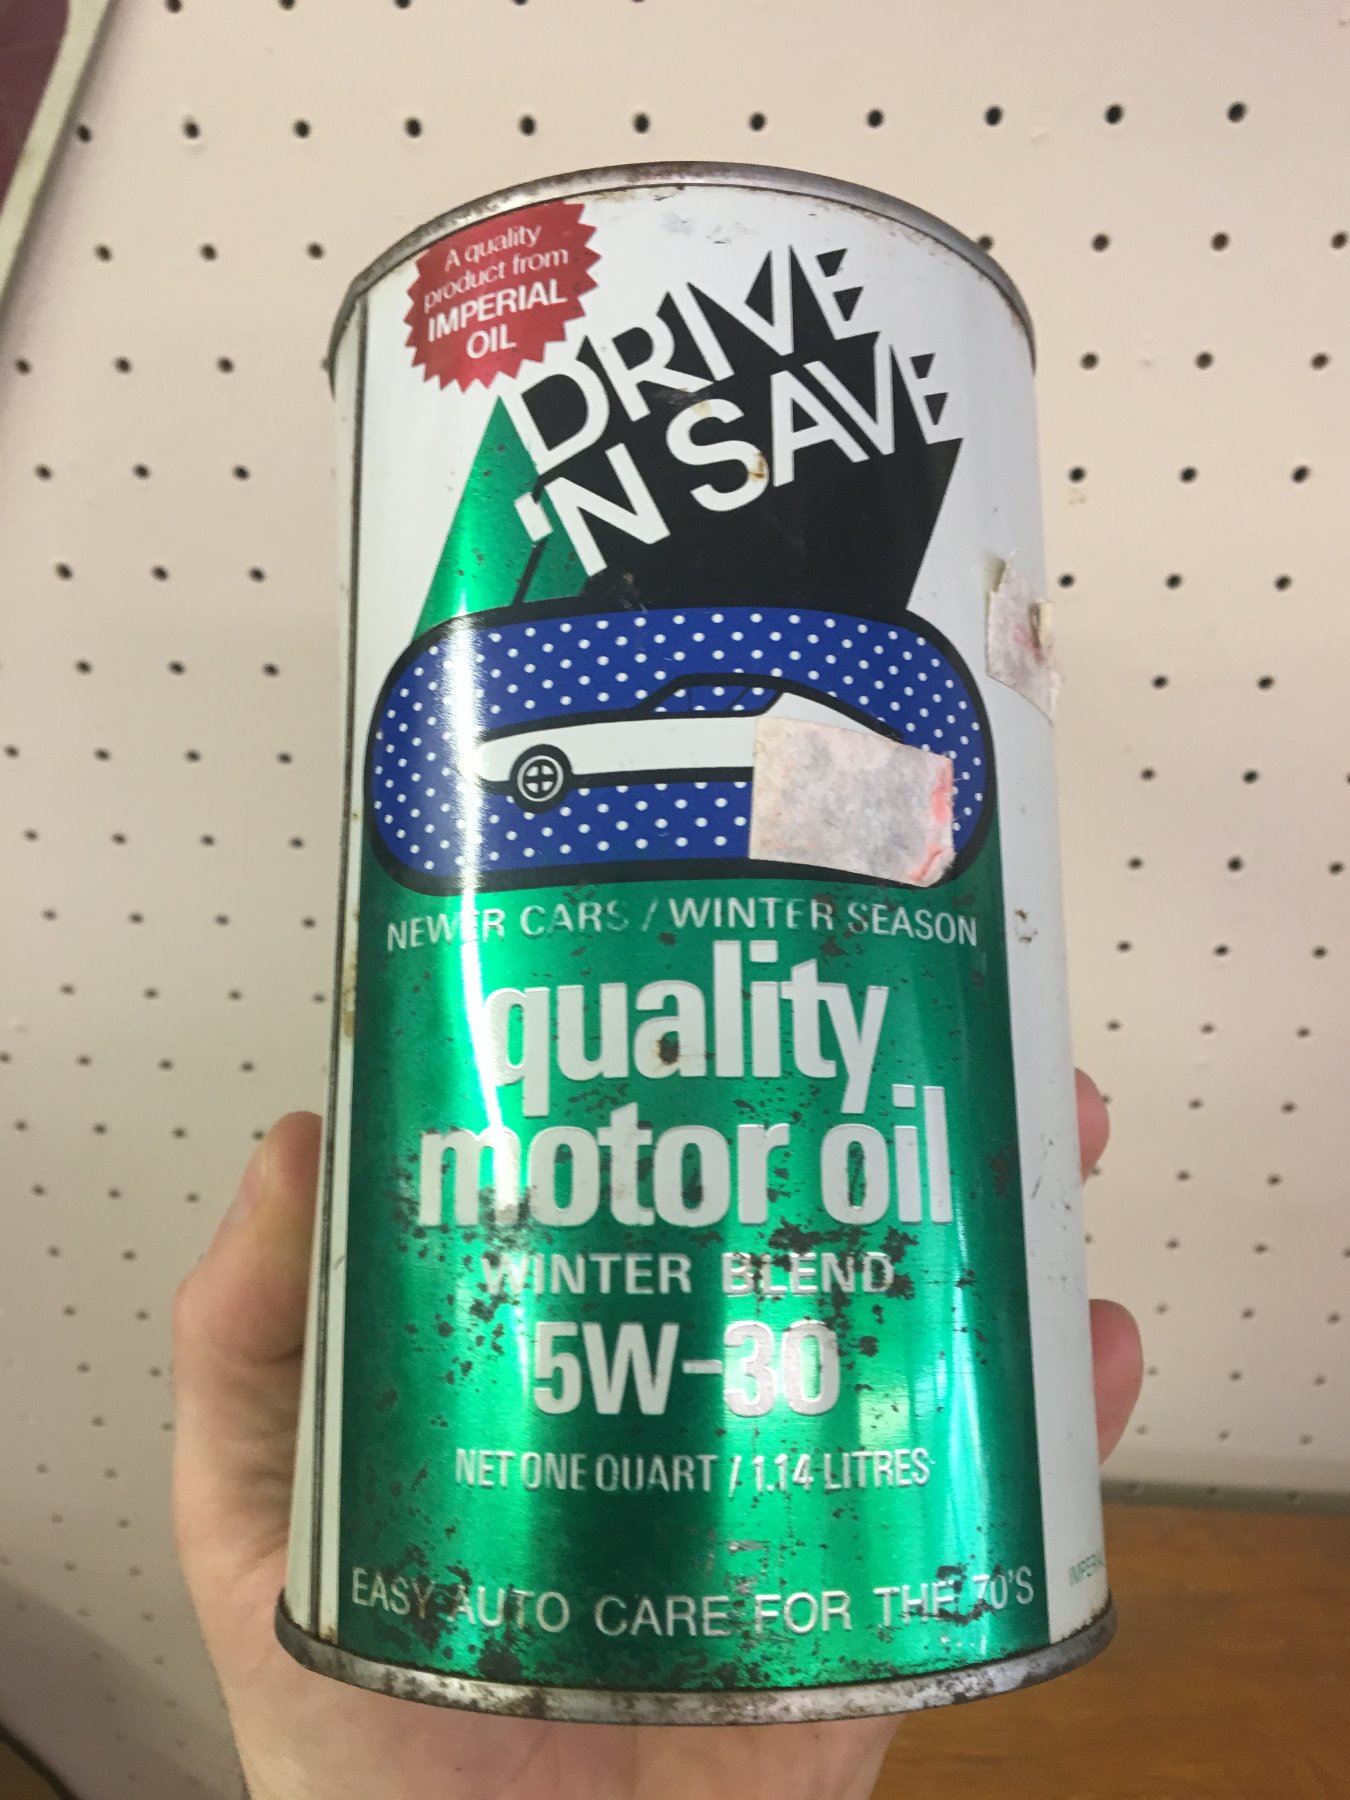 A quality
product from
IMPERIAL
OIL
DRIVE
'N SAVE
NEWER CARS / WINTER SEASON
quality
motor oil
WINTER BLEND
5W-30
NET ONE QUART / 1.14 LITRES
EASY AUTO CARE FOR THE 70'S